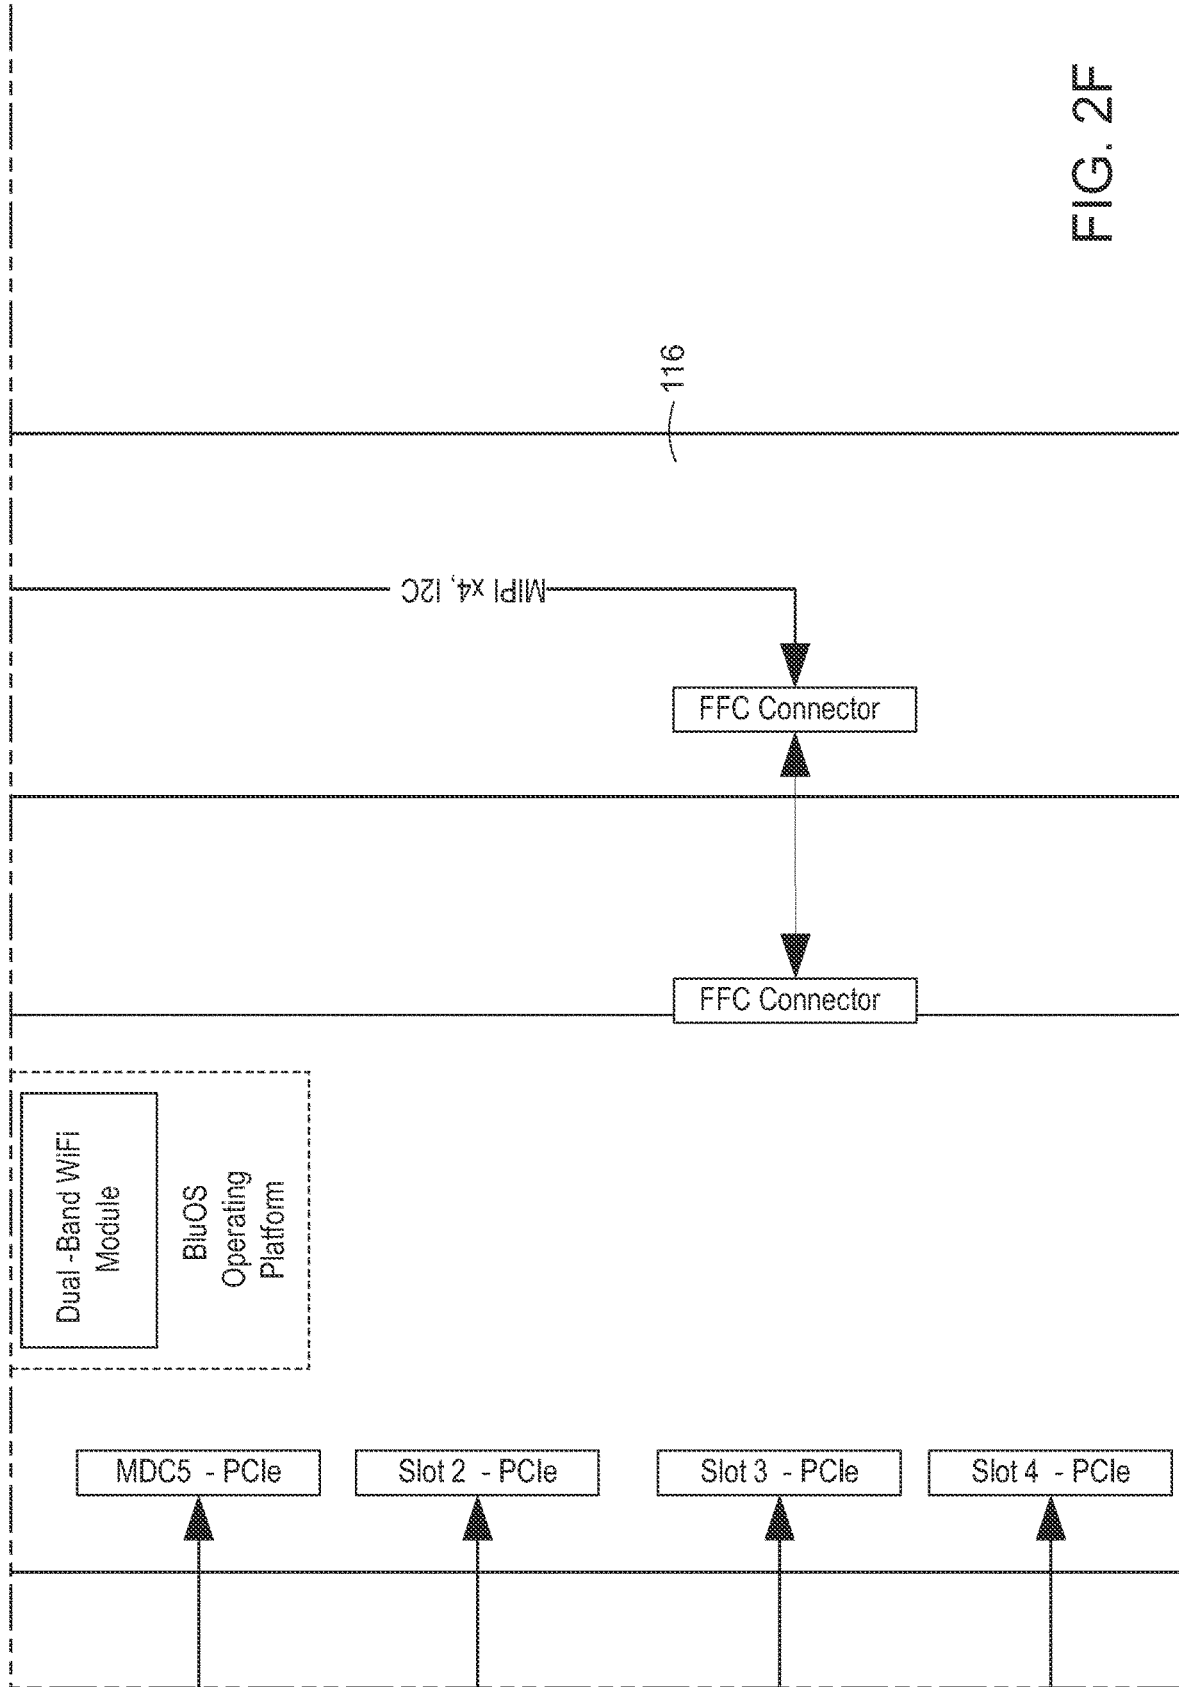 FIG. 2F
116
MIPI x4, I2C
FFC Connector
FFC Connector
Dual -Band WiFi
Module
BluOS
Operating
Platform
MDC5 - PCIe
Slot 2 - PCIe
Slot 3 - PCIe
Slot 4 - PCIe